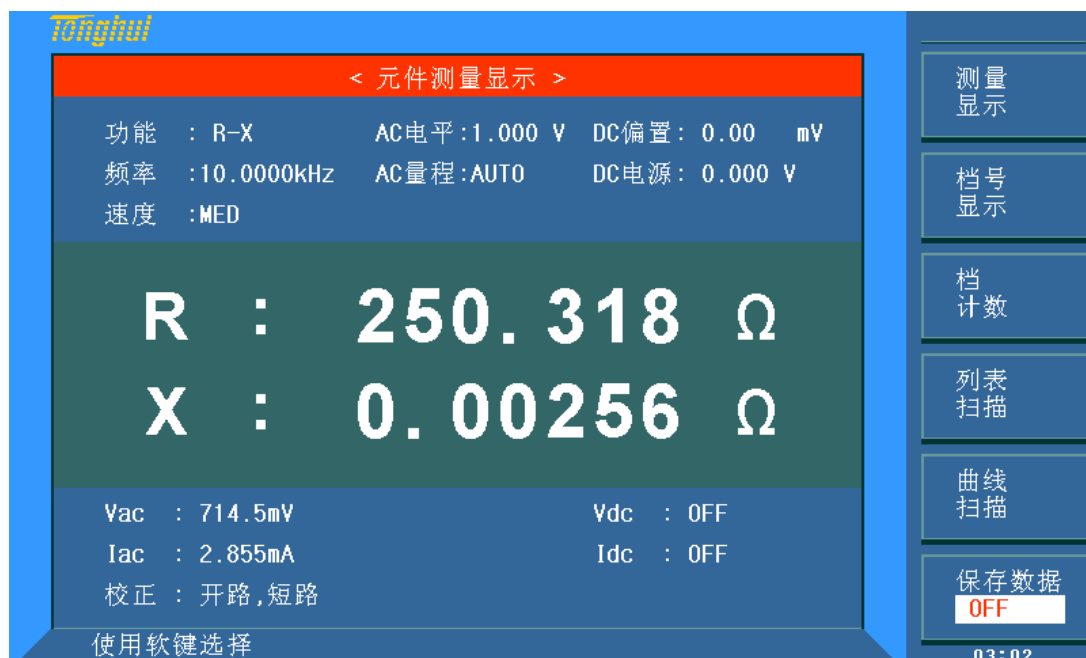 Tonghui
< 元件测量显示 >
功能 : R-X AC电平:1.000 V DC偏置: 0.00 mV
频率 :10.0000kHz AC量程:AUTO DC电源: 0.000 V
速度 :MED
R : 250.318 Ω
X : 0.00256 Ω
Vac : 714.5mV Vdc : OFF
Iac : 2.855mA Idc : OFF
校正 : 开路,短路
使用软键选择
测量
显示
档号
显示
档
计数
列表
扫描
曲线
扫描
保存数据
OFF
03:02